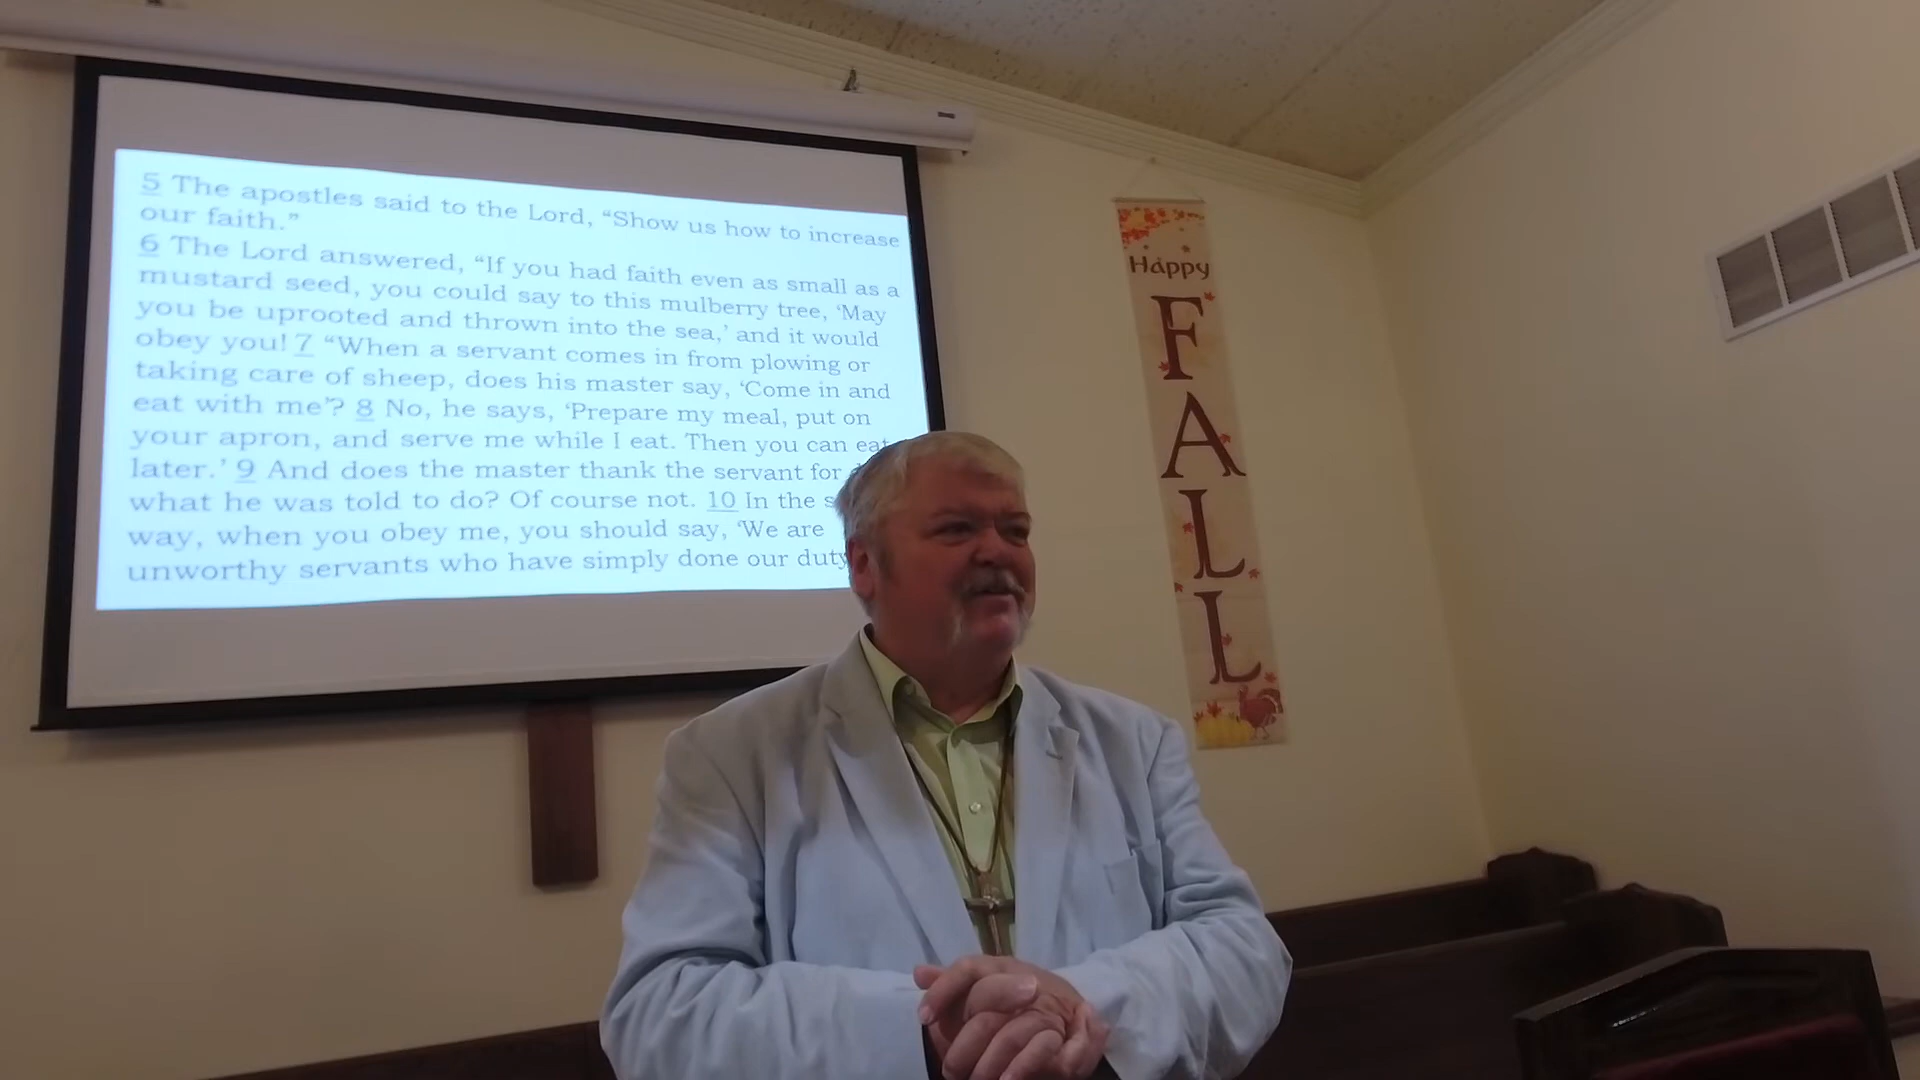 5 The apostles said to the Lord, “Show us how to increase
our faith.”
6 The Lord answered, “If you had faith even as small as a
mustard seed, you could say to this mulberry tree, ‘May
you be uprooted and thrown into the sea,’ and it would
obey you! 7 “When a servant comes in from plowing or
taking care of sheep, does his master say, ‘Come in and
eat with me’? 8 No, he says, ‘Prepare my meal, put on
your apron, and serve me while I eat. Then you can eat
later.’ 9 And does the master thank the servant for
what he was told to do? Of course not. 10 In the
way, when you obey me, you should say, ‘We are
unworthy servants who have simply done our duty
Happy
FALL